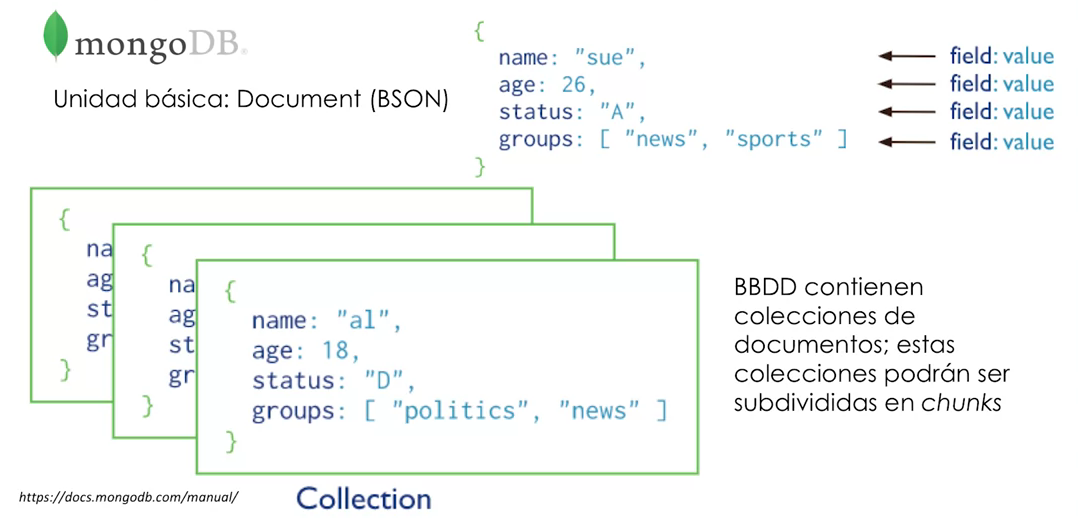 mongoDB®
Unidad básica: Document (BSON)
{
name: "sue",
age: 26,
status: "A",
groups: [ "news", "sports" ]
}
field: value
field: value
field: value
field: value
{
na
ag
st
gr
}
{
na
ag
st
gr
}
{
name: "al",
age: 18,
status: "D",
groups: [ "politics", "news" ]
}
Collection
BBDD contienen
colecciones de
documentos; estas
colecciones podrán ser
subdivididas en chunks
https://docs.mongodb.com/manual/